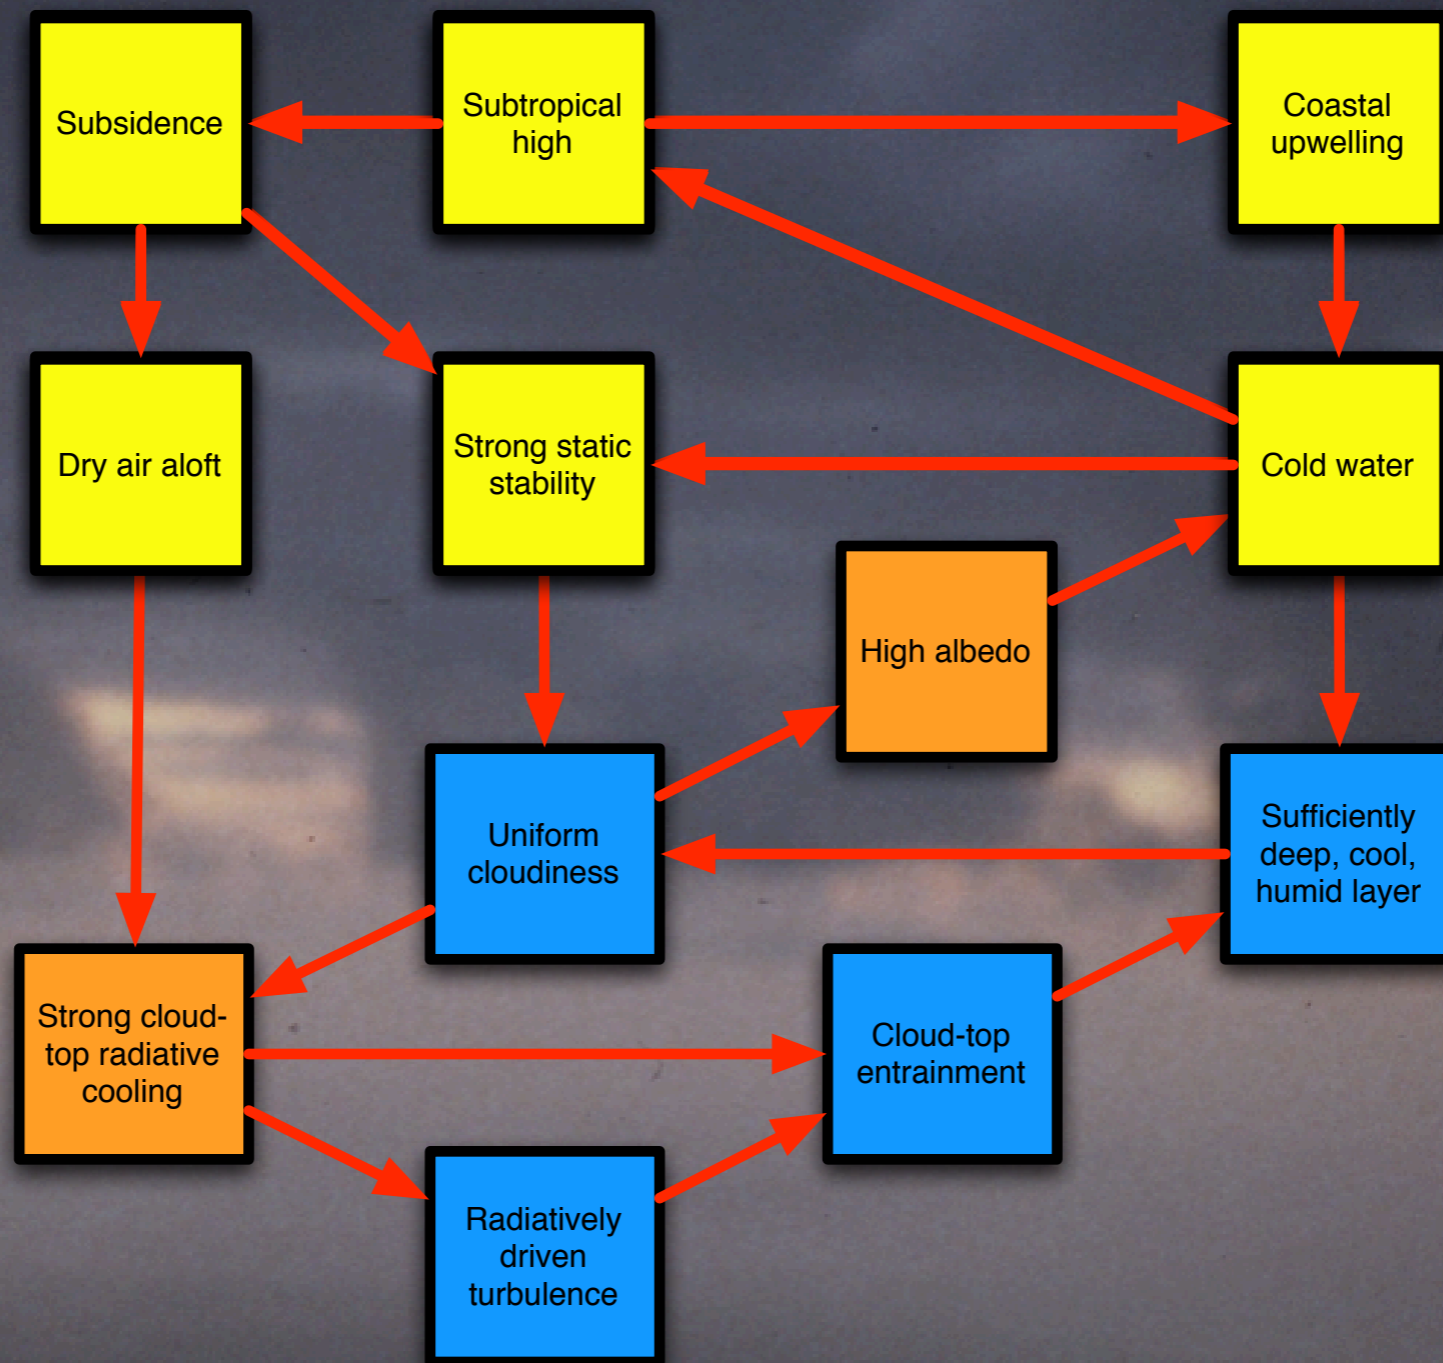 Subsidence
Subtropical
high
Coastal
upwelling
Dry air aloft
Strong static
stability
Cold water
High albedo
Uniform
cloudiness
Sufficiently
deep, cool,
humid layer
Strong cloud-
top radiative
cooling
Cloud-top
entrainment
Radiatively
driven
turbulence